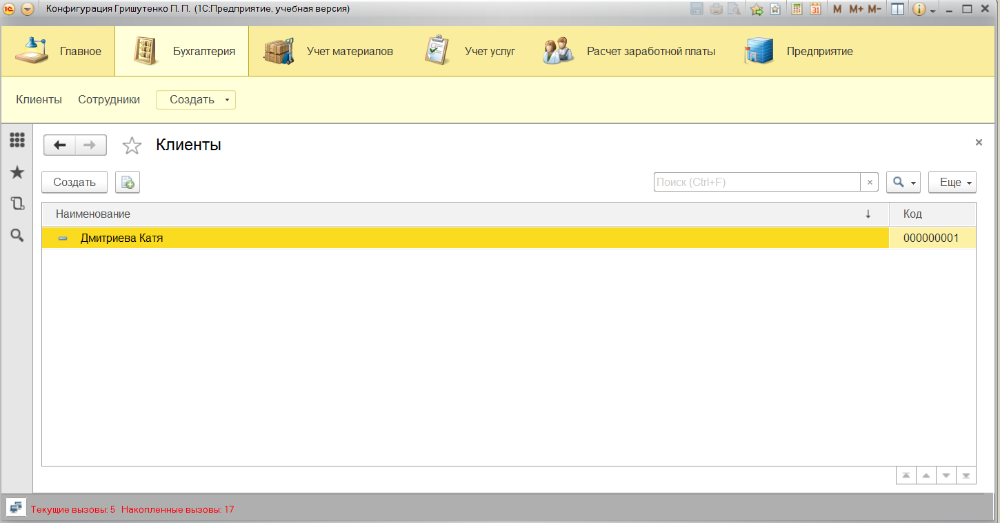 Конфигурация Гришутенко П. П. (1С:Предприятие, учебная версия)
M M+ M-
31
Главное Бухгалтерия Учет материалов Учет услуг Расчет заработной платы Предприятие
Клиенты Сотрудники Создать
Клиенты
Создать Поиск (Ctrl+F) Еще
Наименование Код
Дмитриева Катя 000000001
Текущие вызовы: 5 Накопленные вызовы: 17